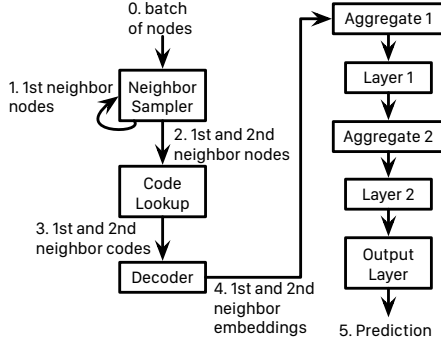 0. batch
of nodes
1. 1st neighbor
nodes
Neighbor
Sampler
2. 1st and 2nd
neighbor nodes
Code
Lookup
3. 1st and 2nd
neighbor codes
Decoder
4. 1st and 2nd
neighbor
embeddings
Aggregate 1
Layer 1
Aggregate 2
Layer 2
Output
Layer
5. Prediction